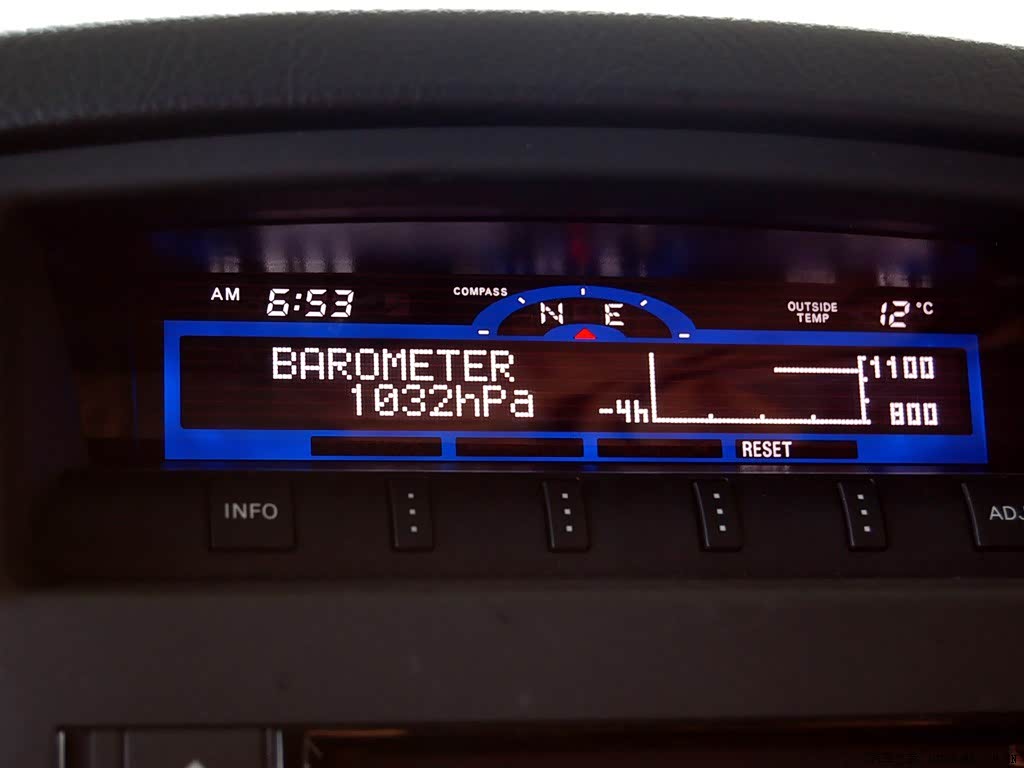 AM 6:53 COMPASS N E OUTSIDE TEMP 12°C
BAROMETER
1032hPa
-4h
1100
800
RESET
INFO
ADJ